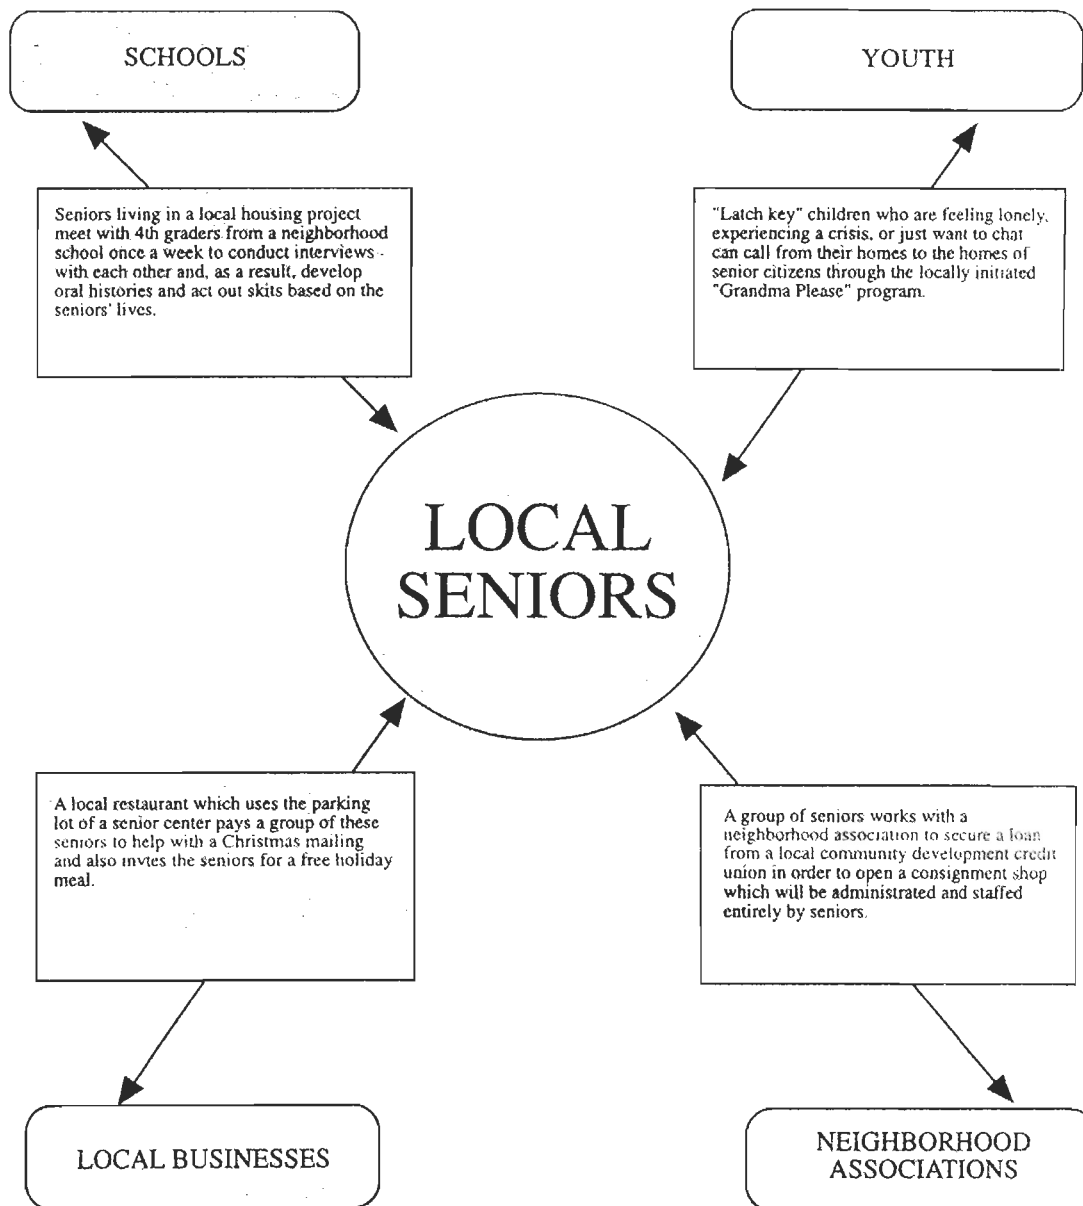 SCHOOLS
YOUTH
Seniors living in a local housing project
meet with 4th graders from a neighborhood
school once a week to conduct interviews
with each other and, as a result, develop
oral histories and act out skits based on the
seniors' lives.
"Latch key" children who are feeling lonely,
experiencing a crisis, or just want to chat
can call from their homes to the homes of
senior citizens through the locally initiated
"Grandma Please" program.
LOCAL
SENIORS
A local restaurant which uses the parking
lot of a senior center pays a group of these
seniors to help with a Christmas mailing
and also invites the seniors for a free holiday
meal.
A group of seniors works with a
neighborhood association to secure a loan
from a local community development credit
union in order to open a consignment shop
which will be administrated and staffed
entirely by seniors.
LOCAL BUSINESSES
NEIGHBORHOOD
ASSOCIATIONS